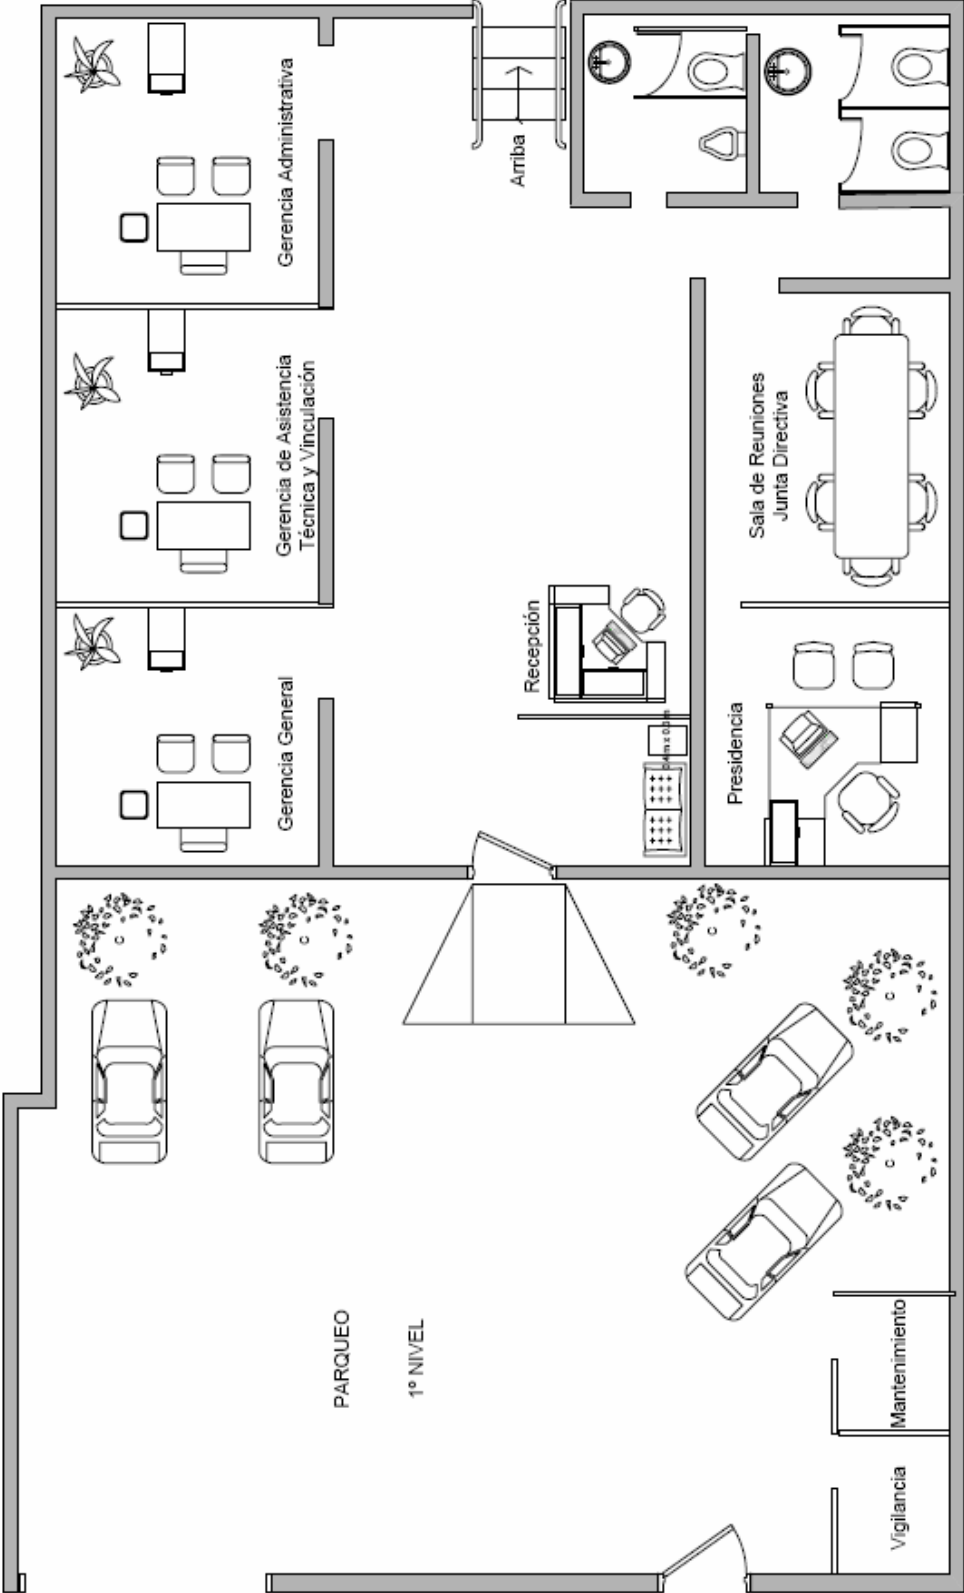 Gerencia Administrativa
Arriba
Gerencia de Asistencia
Técnica y Vinculación
Sala de Reuniones
Junta Directiva
Recepción
Gerencia General
Presidencia
PARQUEO
1º NIVEL
Mantenimiento
Vigilancia